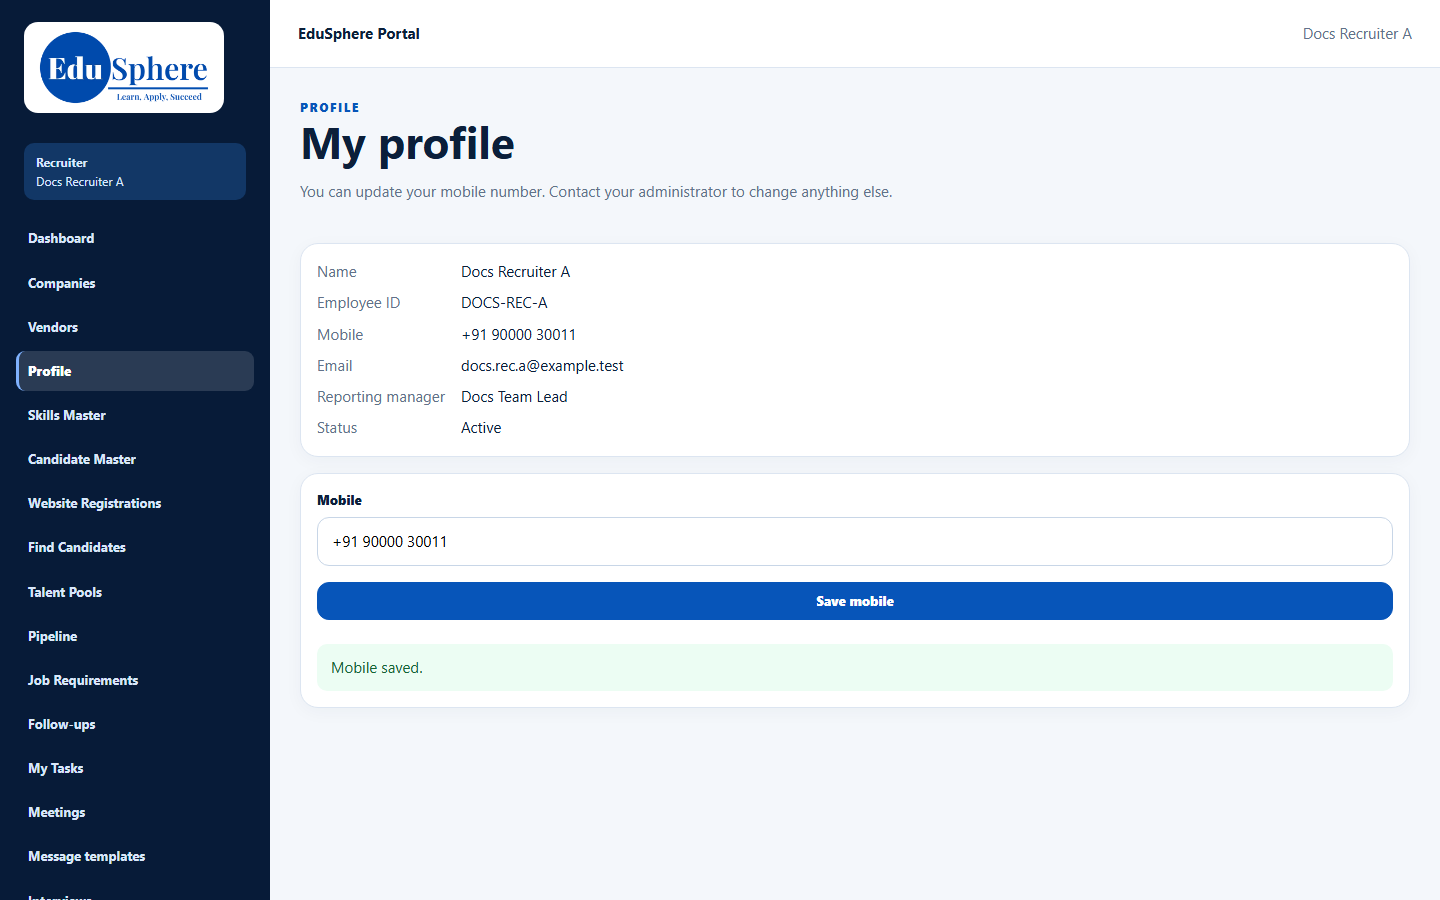 EduSphere
Learn. Apply, Succeed
Recruiter
Docs Recruiter A
Dashboard
Companies
Vendors
Profile
Skills Master
Candidate Master
Website Registrations
Find Candidates
Talent Pools
Pipeline
Job Requirements
Follow-ups
My Tasks
Meetings
Message templates
EduSphere Portal
Docs Recruiter A
PROFILE
My profile
You can update your mobile number. Contact your administrator to change anything else.
Name Docs Recruiter A
Employee ID DOCS-REC-A
Mobile +91 90000 30011
Email docs.rec.a@example.test
Reporting manager Docs Team Lead
Status Active
Mobile
+91 90000 30011
Save mobile
Mobile saved.